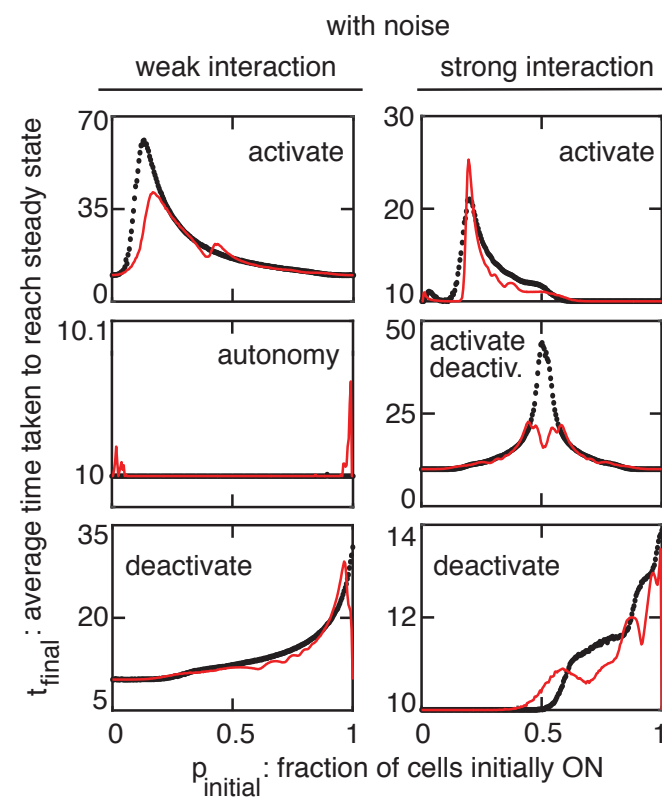 with noise
weak interaction
strong interaction
t_final : average time taken to reach steady state
70
35
0
activate
30
20
10
activate
10.1
10
autonomy
50
25
0
activate
deactiv.
35
20
5
deactivate
0
0.5
1
14
12
10
deactivate
0
0.5
1
p_initial : fraction of cells initially ON